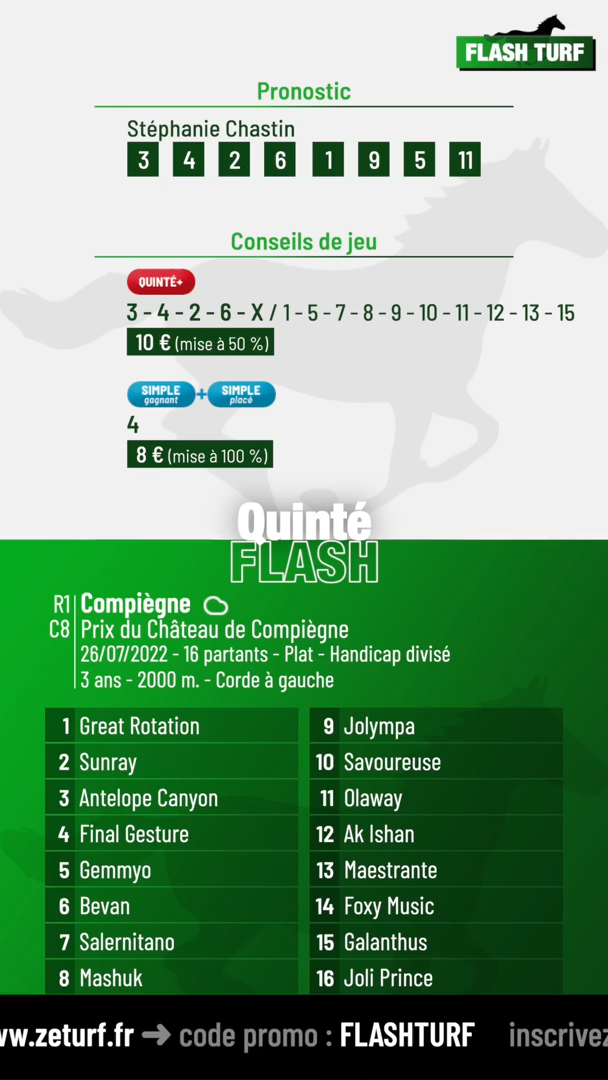 FLASH TURF
Pronostic
Stéphanie Chastin
3 4 2 6 1 9 5 11
Conseils de jeu
QUINTÉ+
3 - 4 - 2 - 6 - X / 1 - 5 - 7 - 8 - 9 - 10 - 11 - 12 - 13 - 15
10 € (mise à 50 %)
SIMPLE gagnant + SIMPLE placé
4
8 € (mise à 100 %)
Quinté
FLASH
R1 Compiègne
C8 Prix du Château de Compiègne
26/07/2022 - 16 partants - Plat - Handicap divisé
3 ans - 2000 m. - Corde à gauche
1 Great Rotation
2 Sunray
3 Antelope Canyon
4 Final Gesture
5 Gemmyo
6 Bevan
7 Salernitano
8 Mashuk
9 Jolympa
10 Savoureuse
11 Olaway
12 Ak Ishan
13 Maestrante
14 Foxy Music
15 Galanthus
16 Joli Prince
ww.zeturf.fr → code promo : FLASHTURF inscrivez